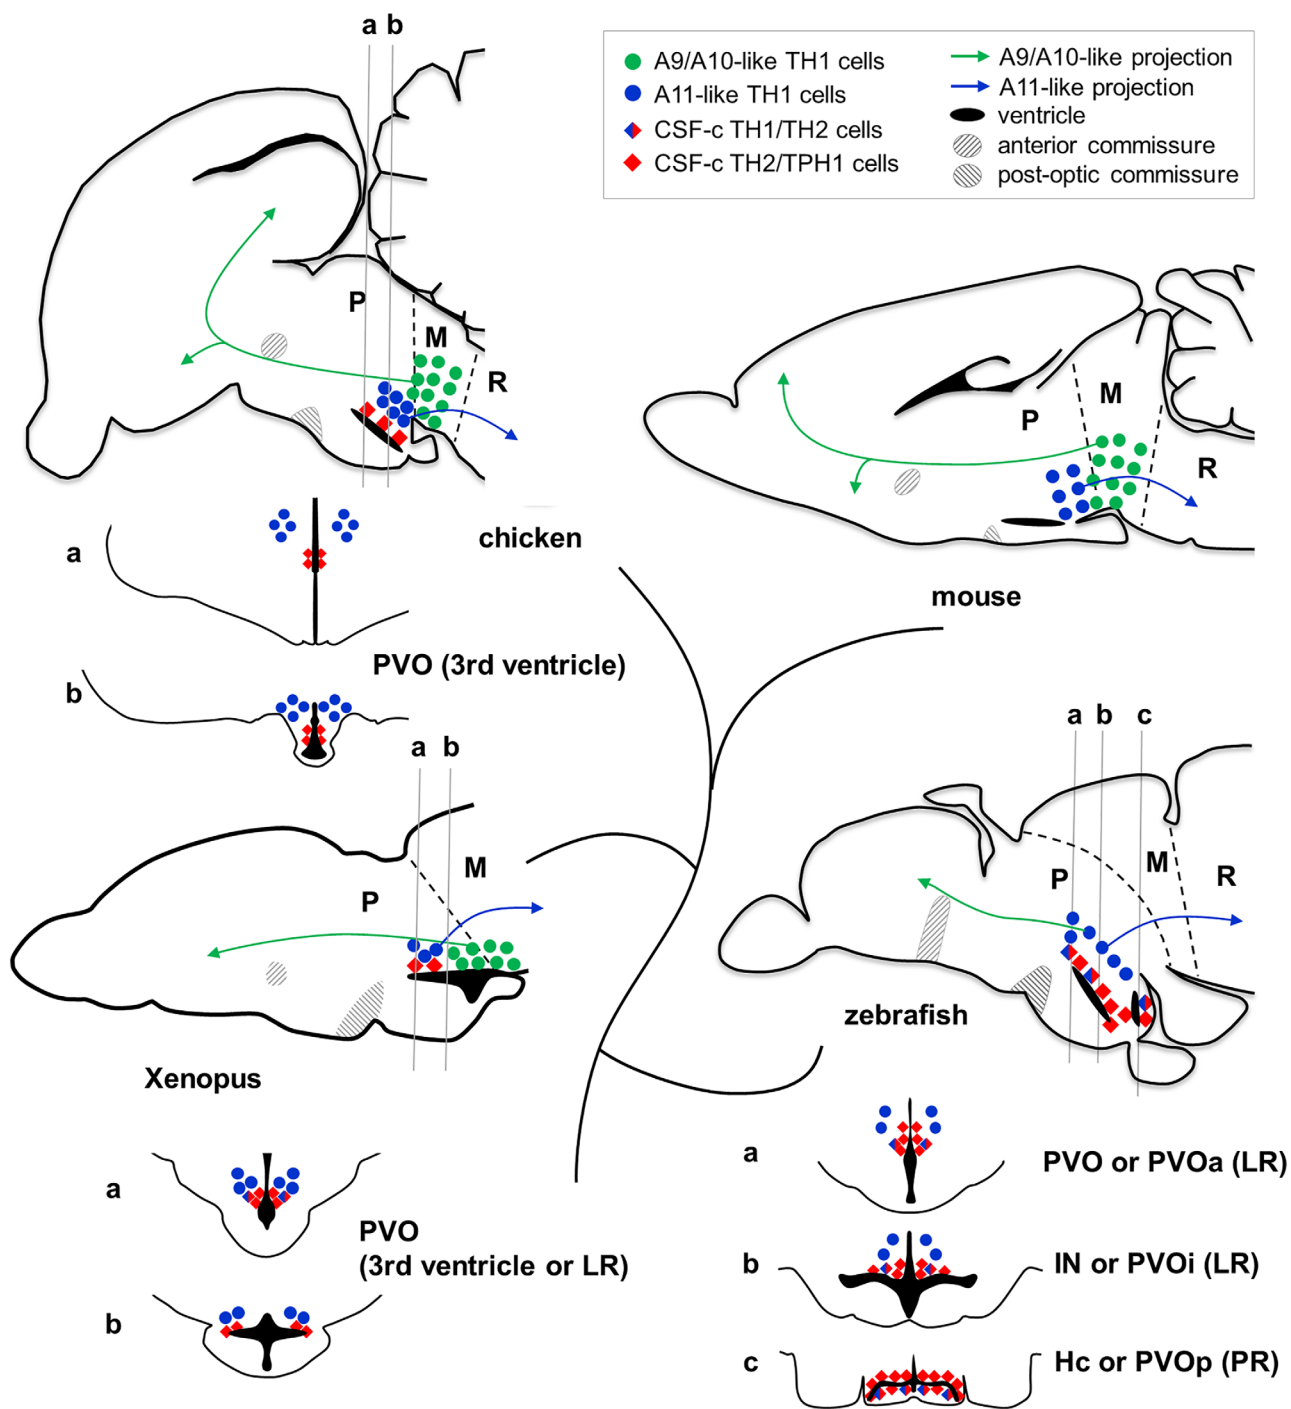 a b
A9/A10-like TH1 cells
A11-like TH1 cells
CSF-c TH1/TH2 cells
CSF-c TH2/TPH1 cells
A9/A10-like projection
A11-like projection
ventricle
anterior commissure
post-optic commissure
P
M
R
chicken
a
PVO (3rd ventricle)
b
M
P
R
mouse
a b
M
P
Xenopus
a
PVO
(3rd ventricle or LR)
b
a b c
M
P
R
zebrafish
a
PVO or PVOa (LR)
b
IN or PVOi (LR)
c
Hc or PVOp (PR)